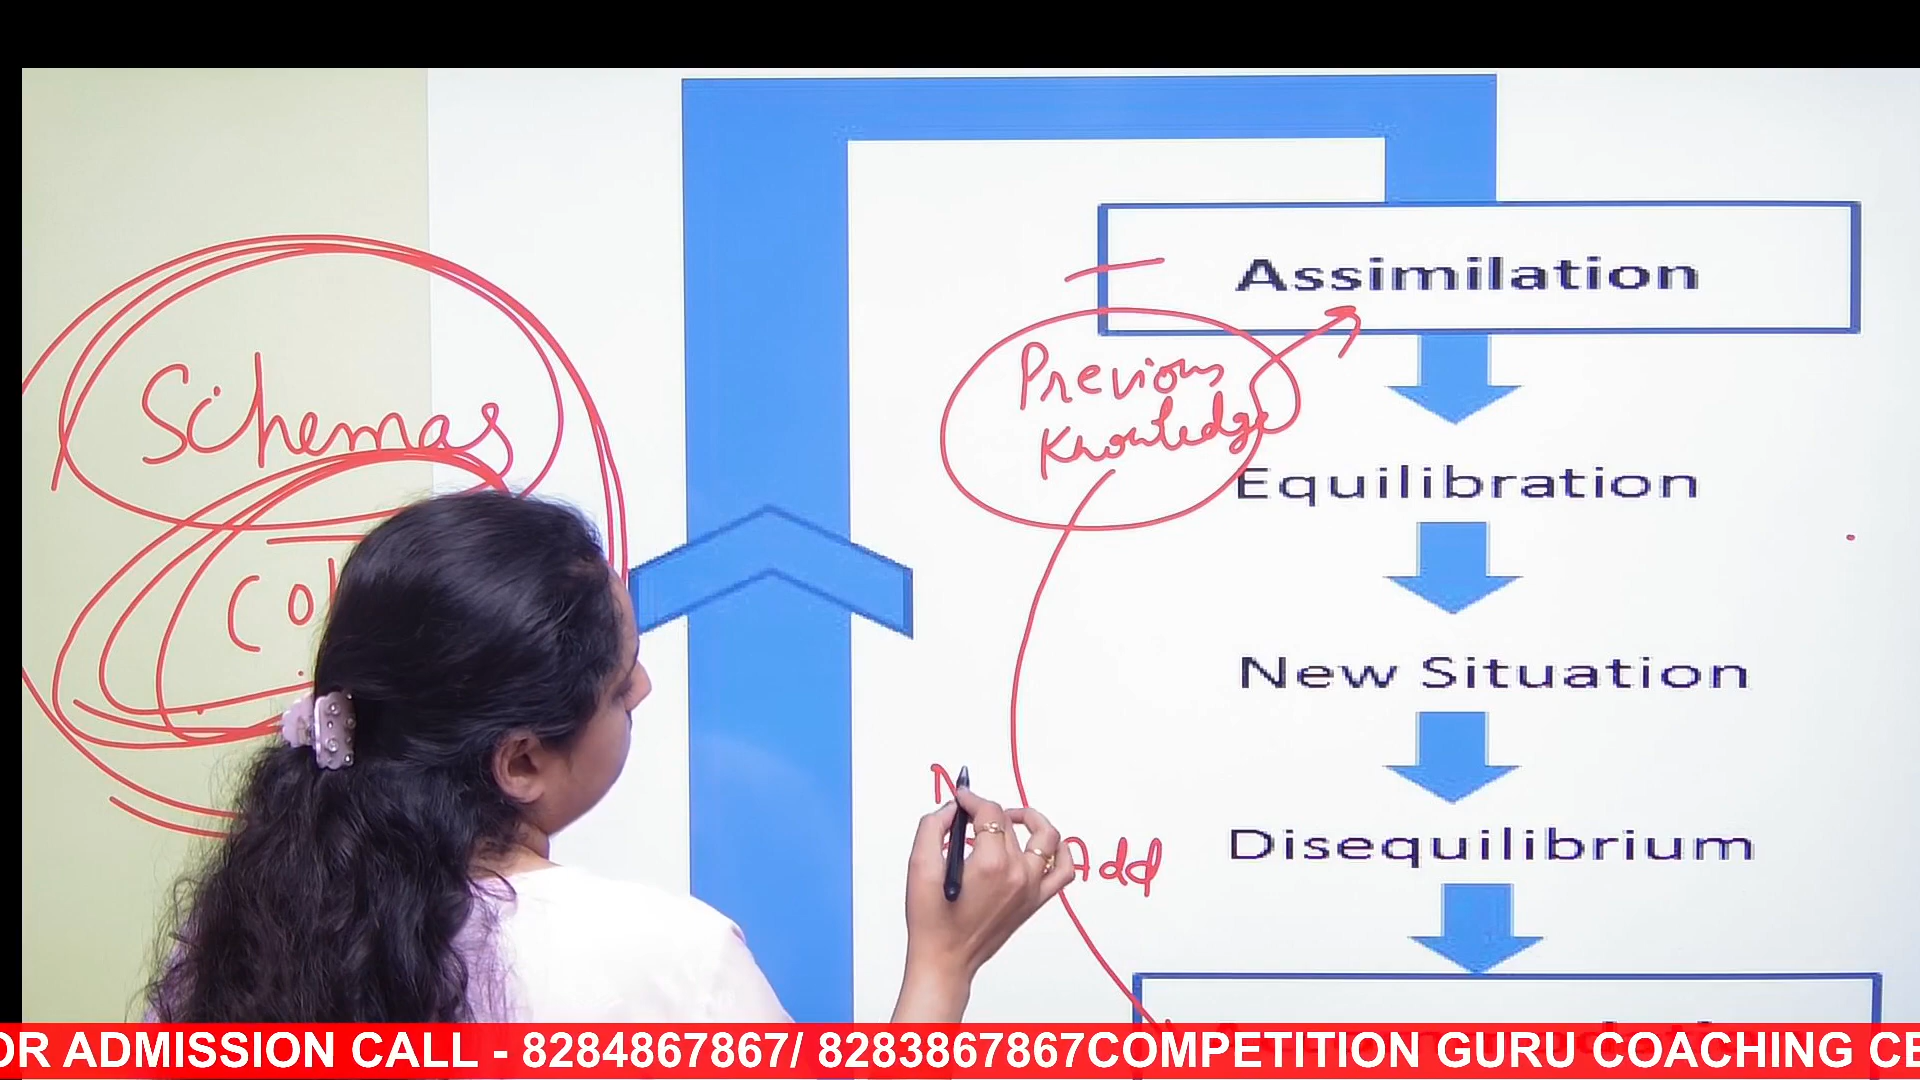 Assimilation
Previous
Knowledge
Schemas
Equilibration
New Situation
Add
Disequilibrium
OR ADMISSION CALL - 8284867867/ 8283867867COMPETITION GURU COACHING CE